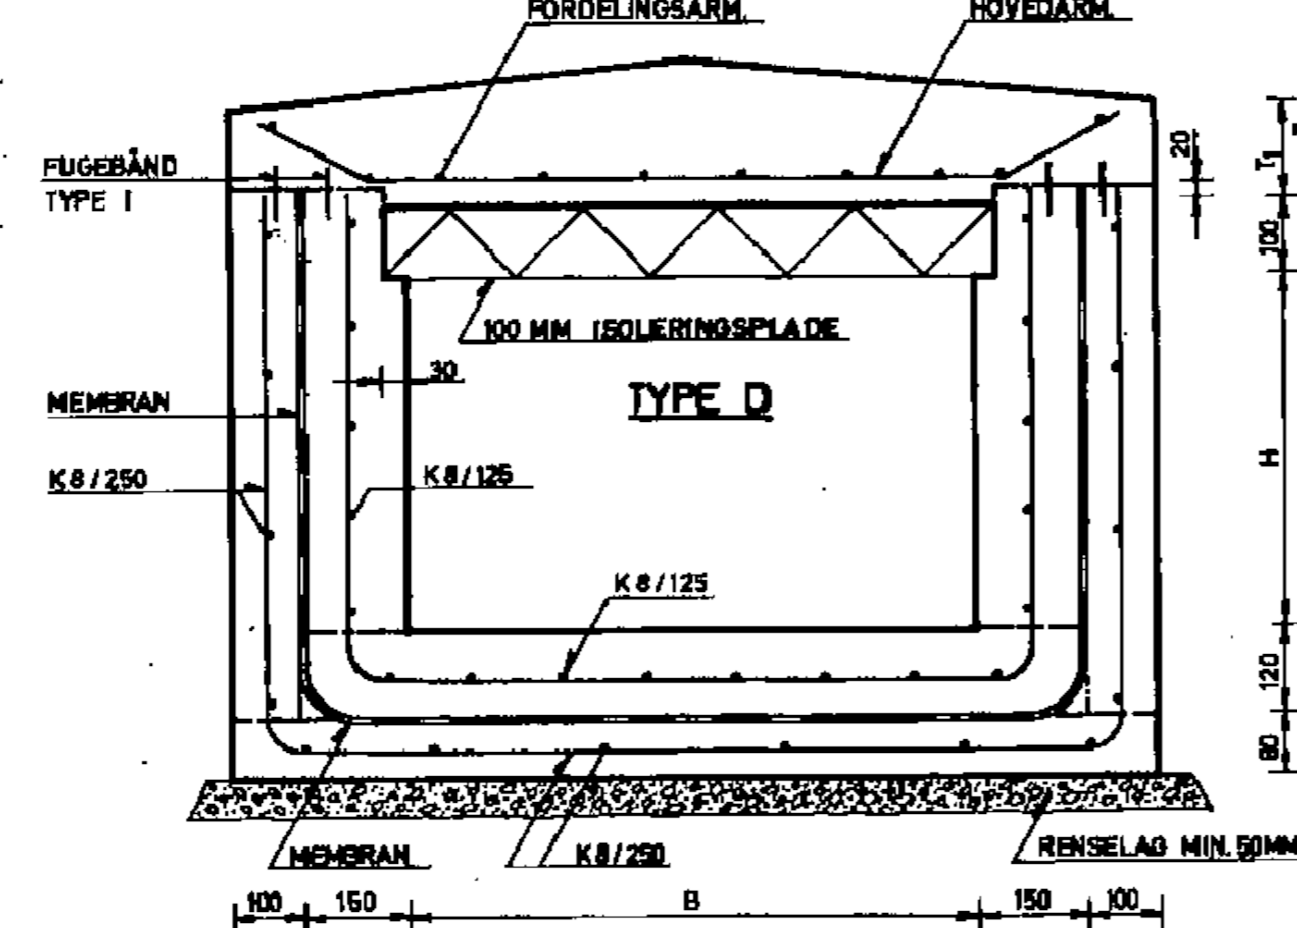 FORDELINGSARM.
HOVEDARM.
FUGEBÅND
TYPE I
20
T1
100
100 MM ISOLERINGSPLADE
30
TYPE D
MEMBRAN
K8/250
K8/125
H
K8/125
120
80
MEMBRAN
K8/250
RENSELAG MIN. 50MM
100
150
B
150
100